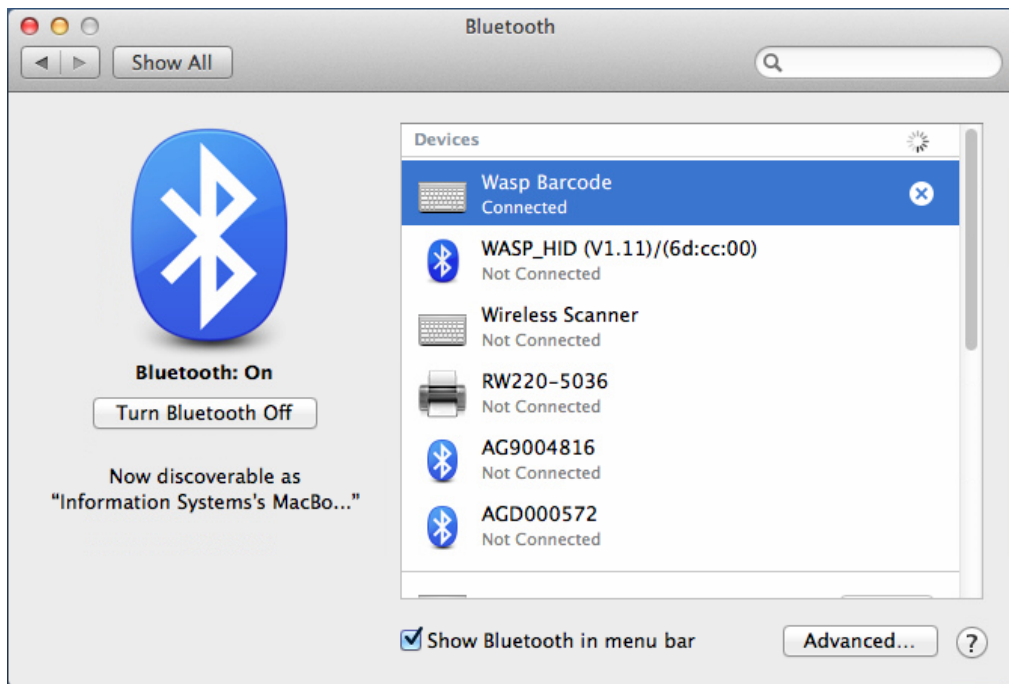 Bluetooth
Show All
Devices
Wasp Barcode
Connected
WASP_HID (V1.11)/(6d:cc:00)
Not Connected
Wireless Scanner
Not Connected
RW220-5036
Not Connected
AG9004816
Not Connected
AGD000572
Not Connected
Bluetooth: On
Turn Bluetooth Off
Now discoverable as
“Information Systems's MacBo...”
Show Bluetooth in menu bar
Advanced...
?